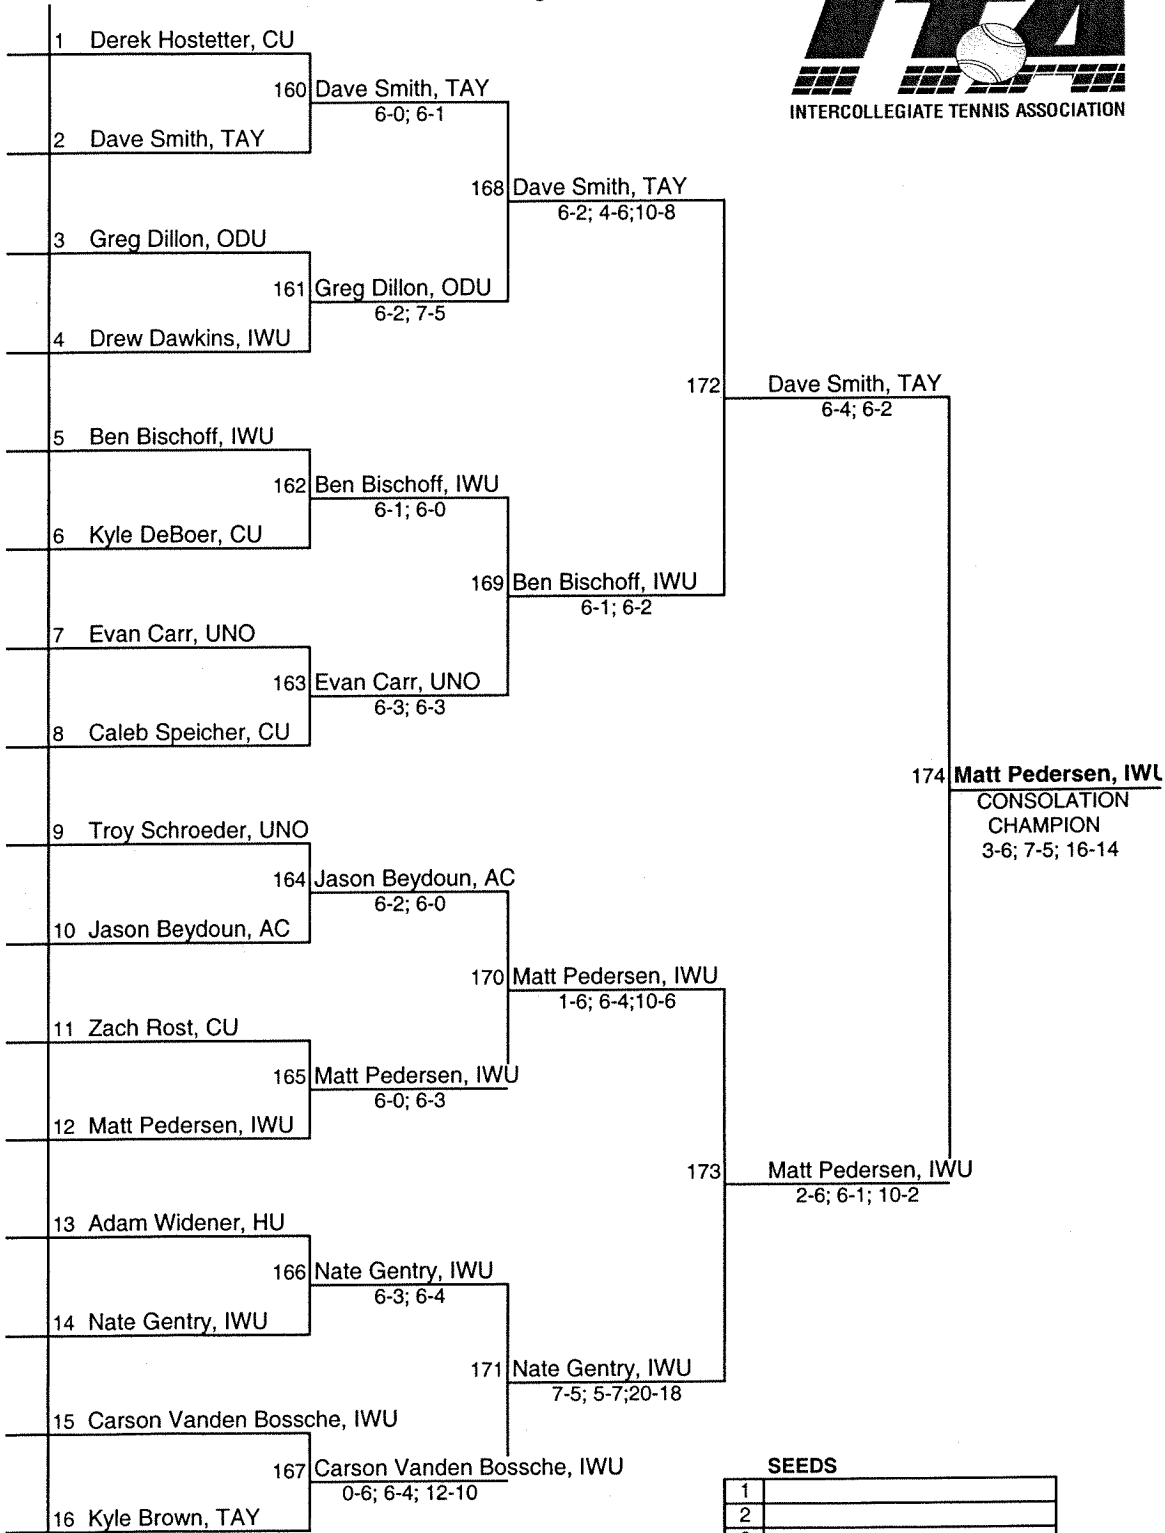 ITA
INTERCOLLEGIATE TENNIS ASSOCIATION
1 Derek Hostetter, CU
160 Dave Smith, TAY
6-0; 6-1
2 Dave Smith, TAY
168 Dave Smith, TAY
6-2; 4-6;10-8
3 Greg Dillon, ODU
161 Greg Dillon, ODU
6-2; 7-5
4 Drew Dawkins, IWU
172 Dave Smith, TAY
6-4; 6-2
5 Ben Bischoff, IWU
162 Ben Bischoff, IWU
6-1; 6-0
6 Kyle DeBoer, CU
169 Ben Bischoff, IWU
6-1; 6-2
7 Evan Carr, UNO
163 Evan Carr, UNO
6-3; 6-3
8 Caleb Speicher, CU
174 Matt Pedersen, IWU
CONSOLATION
CHAMPION
3-6; 7-5; 16-14
9 Troy Schroeder, UNO
164 Jason Beydoun, AC
6-2; 6-0
10 Jason Beydoun, AC
170 Matt Pedersen, IWU
1-6; 6-4;10-6
11 Zach Rost, CU
165 Matt Pedersen, IWU
6-0; 6-3
12 Matt Pedersen, IWU
173 Matt Pedersen, IWU
2-6; 6-1; 10-2
13 Adam Widener, HU
166 Nate Gentry, IWU
6-3; 6-4
14 Nate Gentry, IWU
171 Nate Gentry, IWU
7-5; 5-7;20-18
15 Carson Vanden Bossche, IWU
167 Carson Vanden Bossche, IWU
0-6; 6-4; 12-10
16 Kyle Brown, TAY
SEEDS
1
2